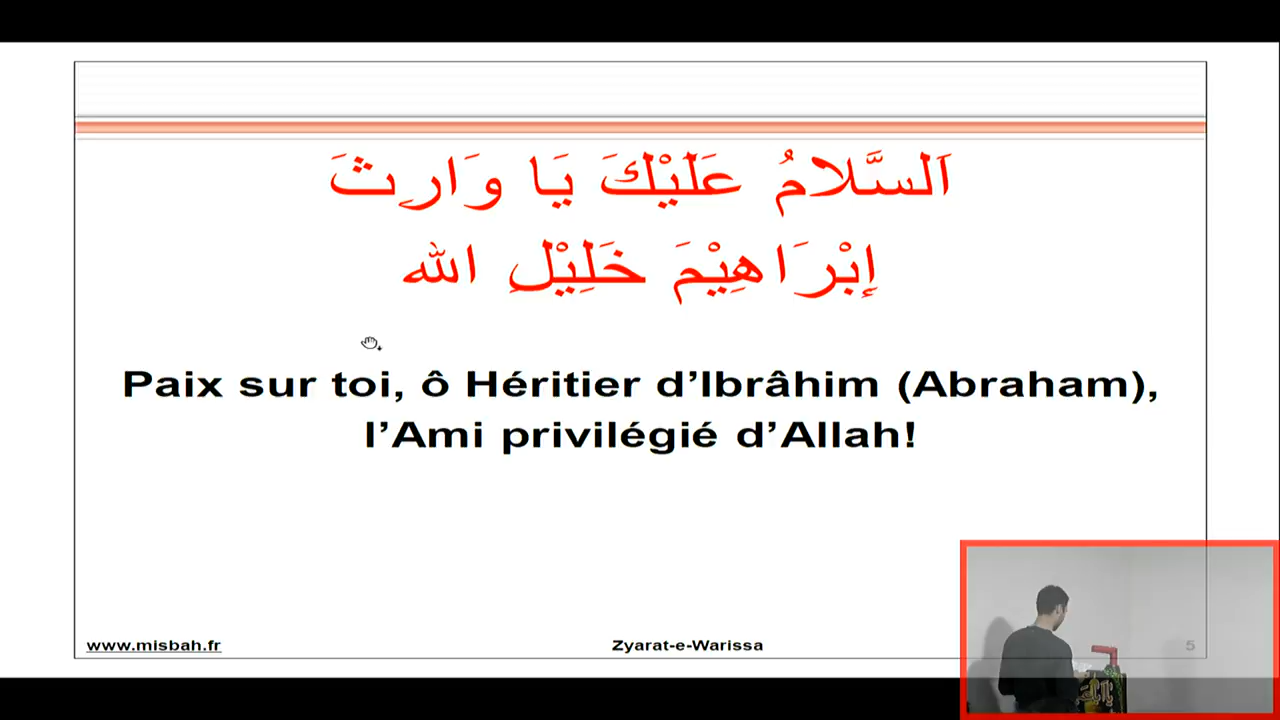 اَلسَّلامُ عَلَيْكَ يَا وَارِثَ
إِبْرَاهِيْمَ خَلِيْلِ الله
Paix sur toi, ô Héritier d’Ibrâhim (Abraham),
l’Ami privilégié d’Allah!
www.misbah.fr
Zyarat-e-Warissa
5